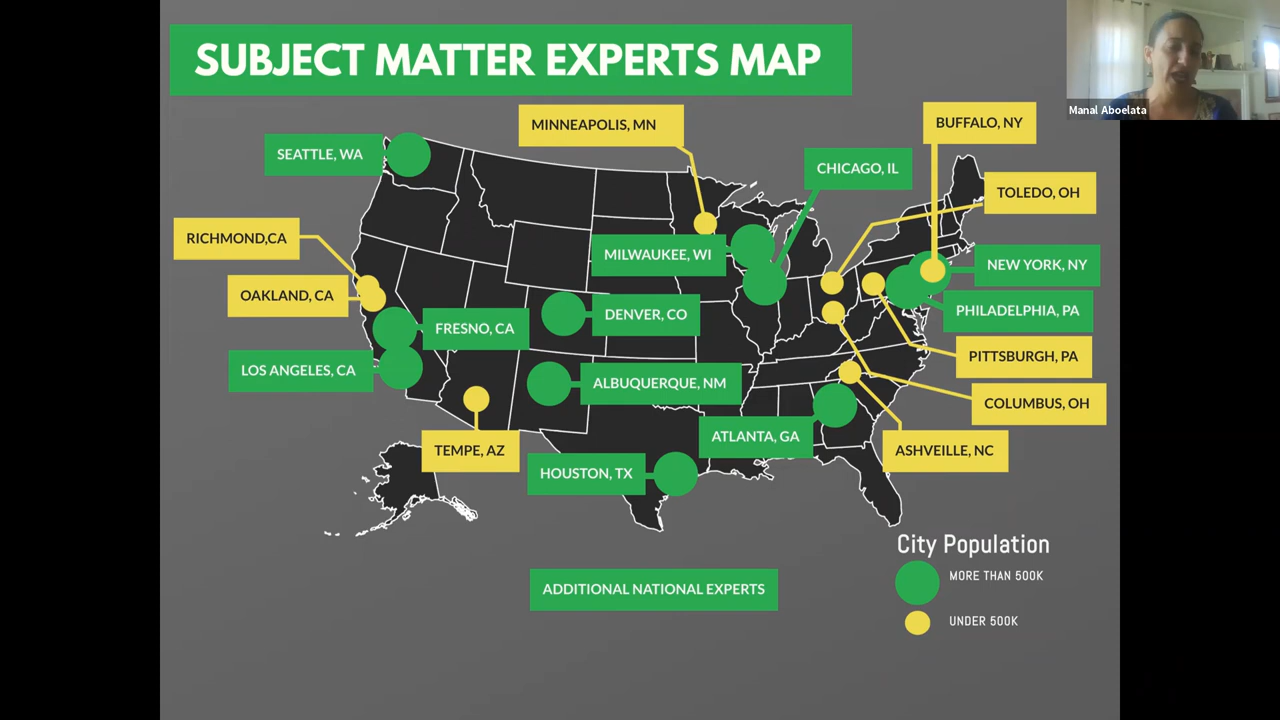 SUBJECT MATTER EXPERTS MAP
Manal Aboelata
MINNEAPOLIS, MN
BUFFALO, NY
SEATTLE, WA
CHICAGO, IL
TOLEDO, OH
RICHMOND,CA
MILWAUKEE, WI
NEW YORK, NY
OAKLAND, CA
DENVER, CO
PHILADELPHIA, PA
FRESNO, CA
PITTSBURGH, PA
LOS ANGELES, CA
ALBUQUERQUE, NM
COLUMBUS, OH
ATLANTA, GA
TEMPE, AZ
ASHVEILLE, NC
HOUSTON, TX
City Population
MORE THAN 500K
ADDITIONAL NATIONAL EXPERTS
UNDER 500K